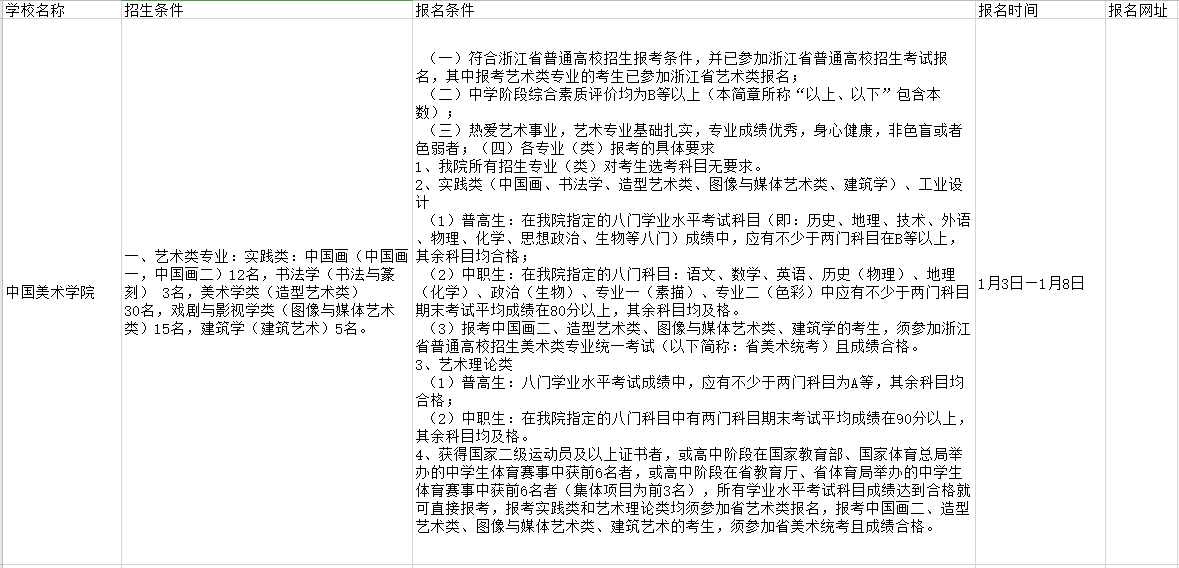 学校名称
招生条件
报名条件
报名时间
报名网址
中国美术学院
一、艺术类专业：实践类：中国画（中国画
一，中国画二）12名，书法学（书法与篆
刻） 3名，美术学类（造型艺术类）
30名，戏剧与影视学类（图像与媒体艺术
类）15名，建筑学（建筑艺术）5名。
（一）符合浙江省普通高校招生报考条件，并已参加浙江省普通高校招生考试报
名，其中报考艺术类专业的考生已参加浙江省艺术类报名；
（二）中学阶段综合素质评价均为B等以上（本简章所称“以上、以下”包含本
数）；
（三）热爱艺术事业，艺术专业基础扎实，专业成绩优秀，身心健康，非色盲或者
色弱者；（四）各专业（类）报考的具体要求
1、我院所有招生专业（类）对考生选考科目无要求。
2、实践类（中国画、书法学、造型艺术类、图像与媒体艺术类、建筑学）、工业设
计
（1）普高生：在我院指定的八门学业水平考试科目（即：历史、地理、技术、外语
、物理、化学、思想政治、生物等八门）成绩中，应有不少于两门科目在B等以上，
其余科目均合格；
（2）中职生：在我院指定的八门科目：语文、数学、英语、历史（物理）、地理
（化学）、政治（生物）、专业一（素描）、专业二（色彩）中应有不少于两门科目
期末考试平均成绩在80分以上，其余科目均及格。
（3）报考中国画二、造型艺术类、图像与媒体艺术类、建筑学的考生，须参加浙江
省普通高校招生美术类专业统一考试（以下简称：省美术统考）且成绩合格。
3、艺术理论类
（1）普高生：八门学业水平考试成绩中，应有不少于两门科目为A等，其余科目均
合格；
（2）中职生：在我院指定的八门科目中有两门科目期末考试平均成绩在90分以上，
其余科目均及格。
4、获得国家二级运动员及以上证书者，或高中阶段在国家教育部、国家体育总局举
办的中学生体育赛事中获前6名者，或高中阶段在省教育厅、省体育局举办的中学生
体育赛事中获前6名者（集体项目为前3名），所有学业水平考试科目成绩达到合格就
可直接报考，报考实践类和艺术理论类均须参加省艺术类报名，报考中国画二、造型
艺术类、图像与媒体艺术类、建筑艺术的考生，须参加省美术统考且成绩合格。
1月3日—1月8日